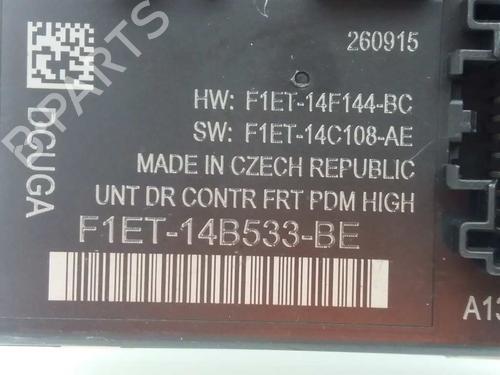 260915
DGUGA
HW: F1ET-14F144-BC
SW: F1ET-14C108-AE
MADE IN CZECH REPUBLIC
UNT DR CONTR FRT PDM HIGH
F1ET-14B533-BE
A13
B-PARTS